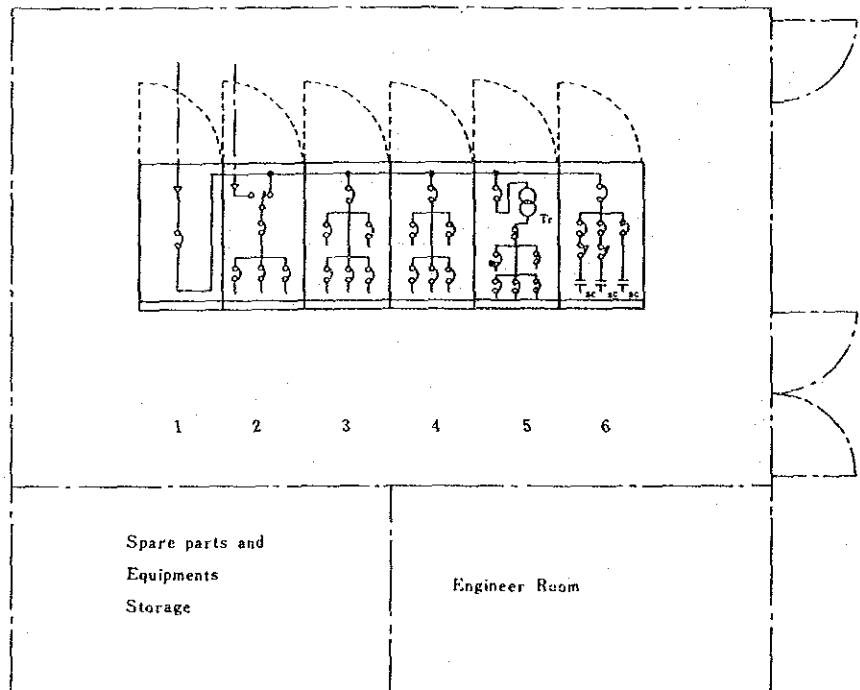 Tr
sc sc sc
1 2 3 4 5 6
Spare parts and
Equipments
Storage
Engineer Room